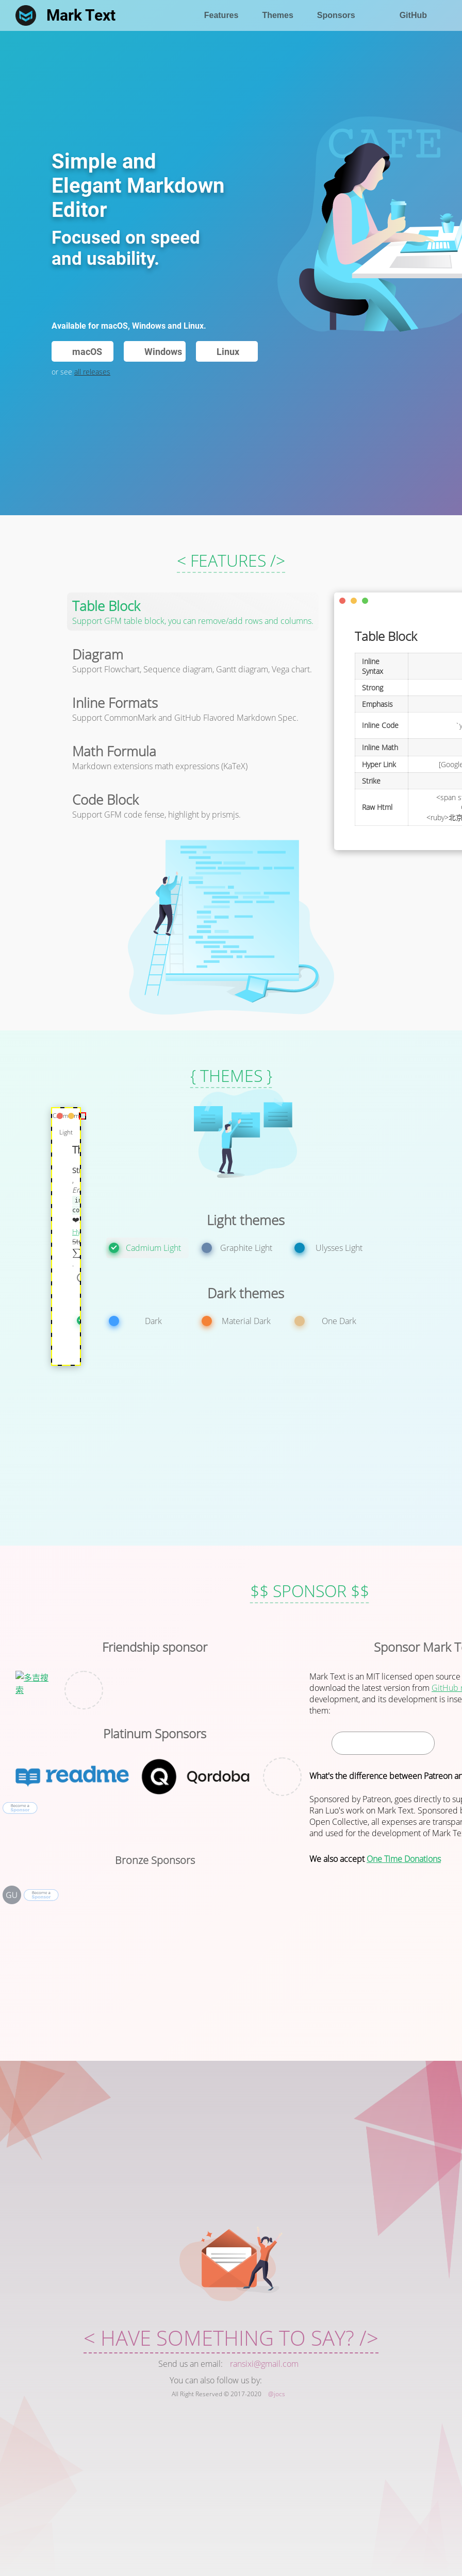 Mark Text
Features
Themes
Sponsors
GitHub
CAFE
Simple and
Elegant Markdown
Editor
Focused on speed
and usability.
Available for macOS, Windows and Linux.
macOS
Windows
Linux
or see all releases
< FEATURES />
Table Block
Support GFM table block, you can remove/add rows and columns.
Diagram
Support Flowchart, Sequence diagram, Gantt diagram, Vega chart.
Inline Formats
Support CommonMark and GitHub Flavored Markdown Spec.
Math Formula
Markdown extensions math expressions (KaTeX)
Code Block
Support GFM code fense, highlight by prismjs.
Table Block
Inline
Syntax
Strong
Emphasis
Inline Code
Inline Math
Hyper Link
[Google
Strike
Raw Html
<span s
<ruby>北京
{ THEMES }
Light
Light themes
Cadmium Light
Graphite Light
Ulysses Light
Dark themes
Dark
Material Dark
One Dark
$$ SPONSOR $$
Friendship sponsor
多吉搜
索
Platinum Sponsors
readme
Qordoba
Become a
Sponsor
Bronze Sponsors
GU
Become a
Sponsor
Sponsor Mark T
Mark Text is an MIT licensed open source
download the latest version from GitHub
development, and its development is inse
them:
What's the difference between Patreon ar
Sponsored by Patreon, goes directly to sup
Ran Luo's work on Mark Text. Sponsored b
Open Collective, all expenses are transpar
and used for the development of Mark Te
We also accept One Time Donations
< HAVE SOMETHING TO SAY? />
Send us an email: ransixi@gmail.com
You can also follow us by:
All Right Reserved © 2017-2020 @jocs